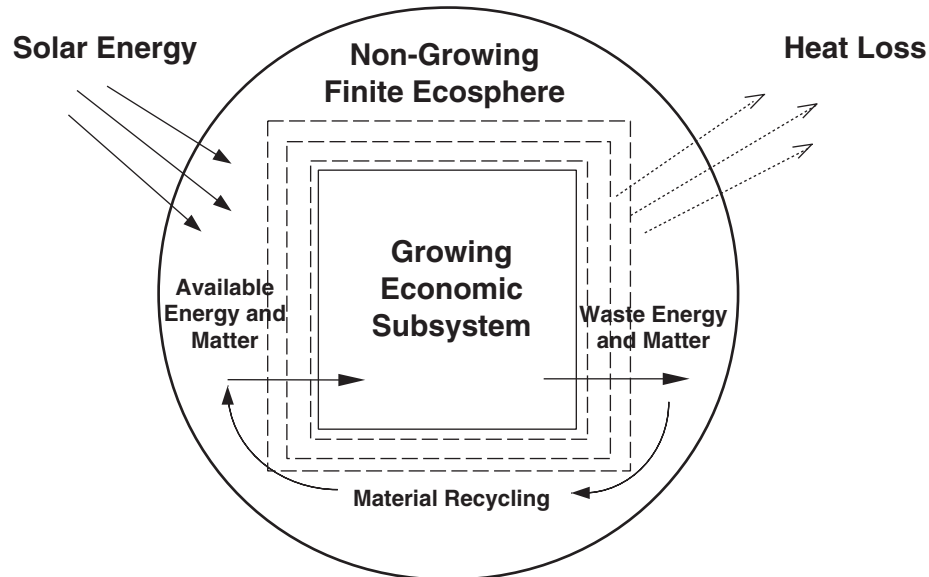 Solar Energy
Non-Growing
Finite Ecosphere
Heat Loss
Growing
Economic
Subsystem
Available
Energy and
Matter
Waste Energy
and Matter
Material Recycling